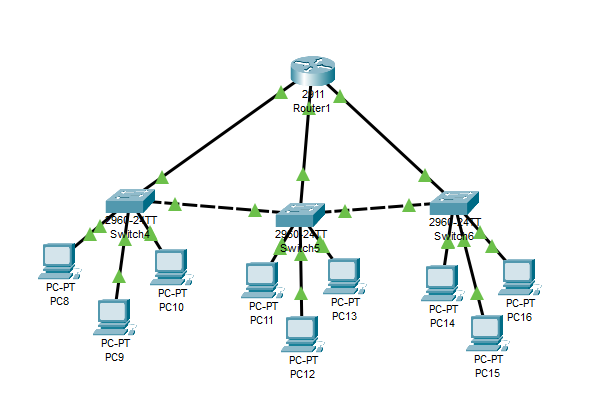 2911
Router1
2960-24TT
Switch4
2960-24TT
Switch5
2960-24TT
Switch6
PC-PT
PC8
PC-PT
PC9
PC-PT
PC10
PC-PT
PC11
PC-PT
PC12
PC-PT
PC13
PC-PT
PC14
PC-PT
PC15
PC-PT
PC16